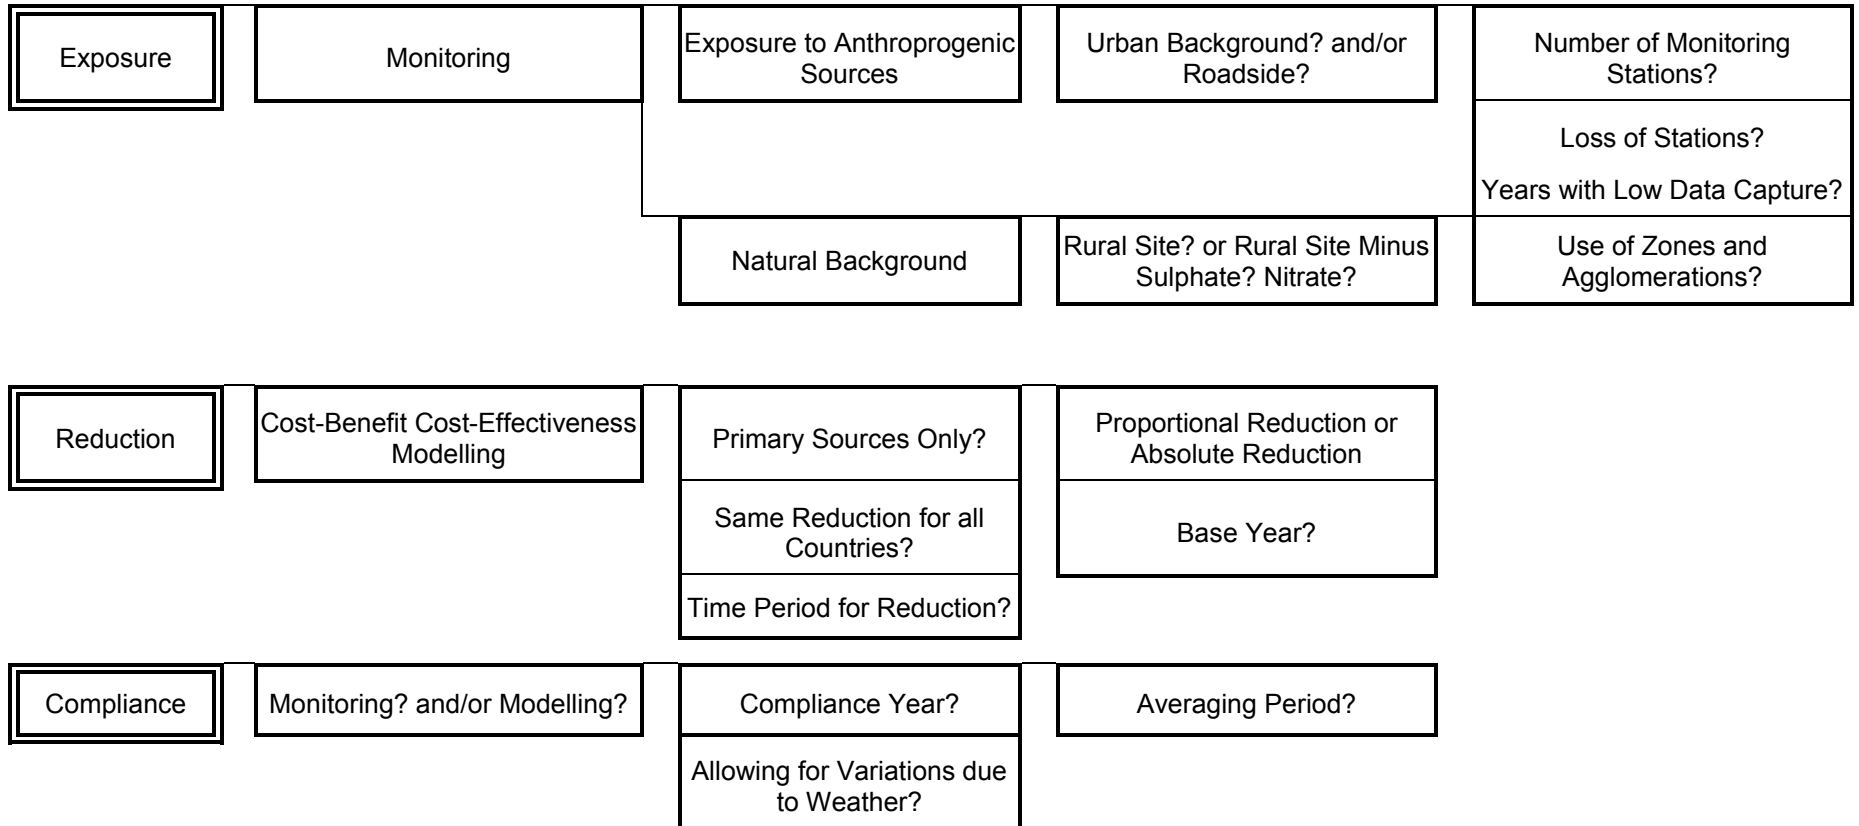 Exposure
Monitoring
Exposure to Anthroprogenic
Sources
Urban Background? and/or
Roadside?
Number of Monitoring
Stations?
Loss of Stations?
Years with Low Data Capture?
Natural Background
Rural Site? or Rural Site Minus
Sulphate? Nitrate?
Use of Zones and
Agglomerations?
Reduction
Cost-Benefit Cost-Effectiveness
Modelling
Primary Sources Only?
Proportional Reduction or
Absolute Reduction
Same Reduction for all
Countries?
Base Year?
Time Period for Reduction?
Compliance
Monitoring? and/or Modelling?
Compliance Year?
Averaging Period?
Allowing for Variations due
to Weather?